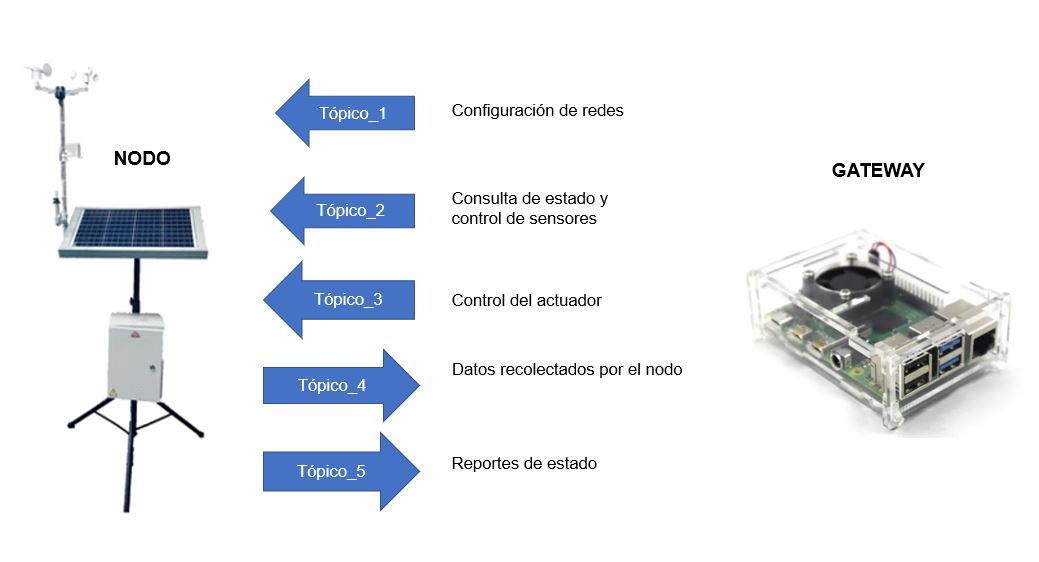 NODO
GATEWAY
Tópico_1
Configuración de redes
Tópico_2
Consulta de estado y
control de sensores
Tópico_3
Control del actuador
Tópico_4
Datos recolectados por el nodo
Tópico_5
Reportes de estado